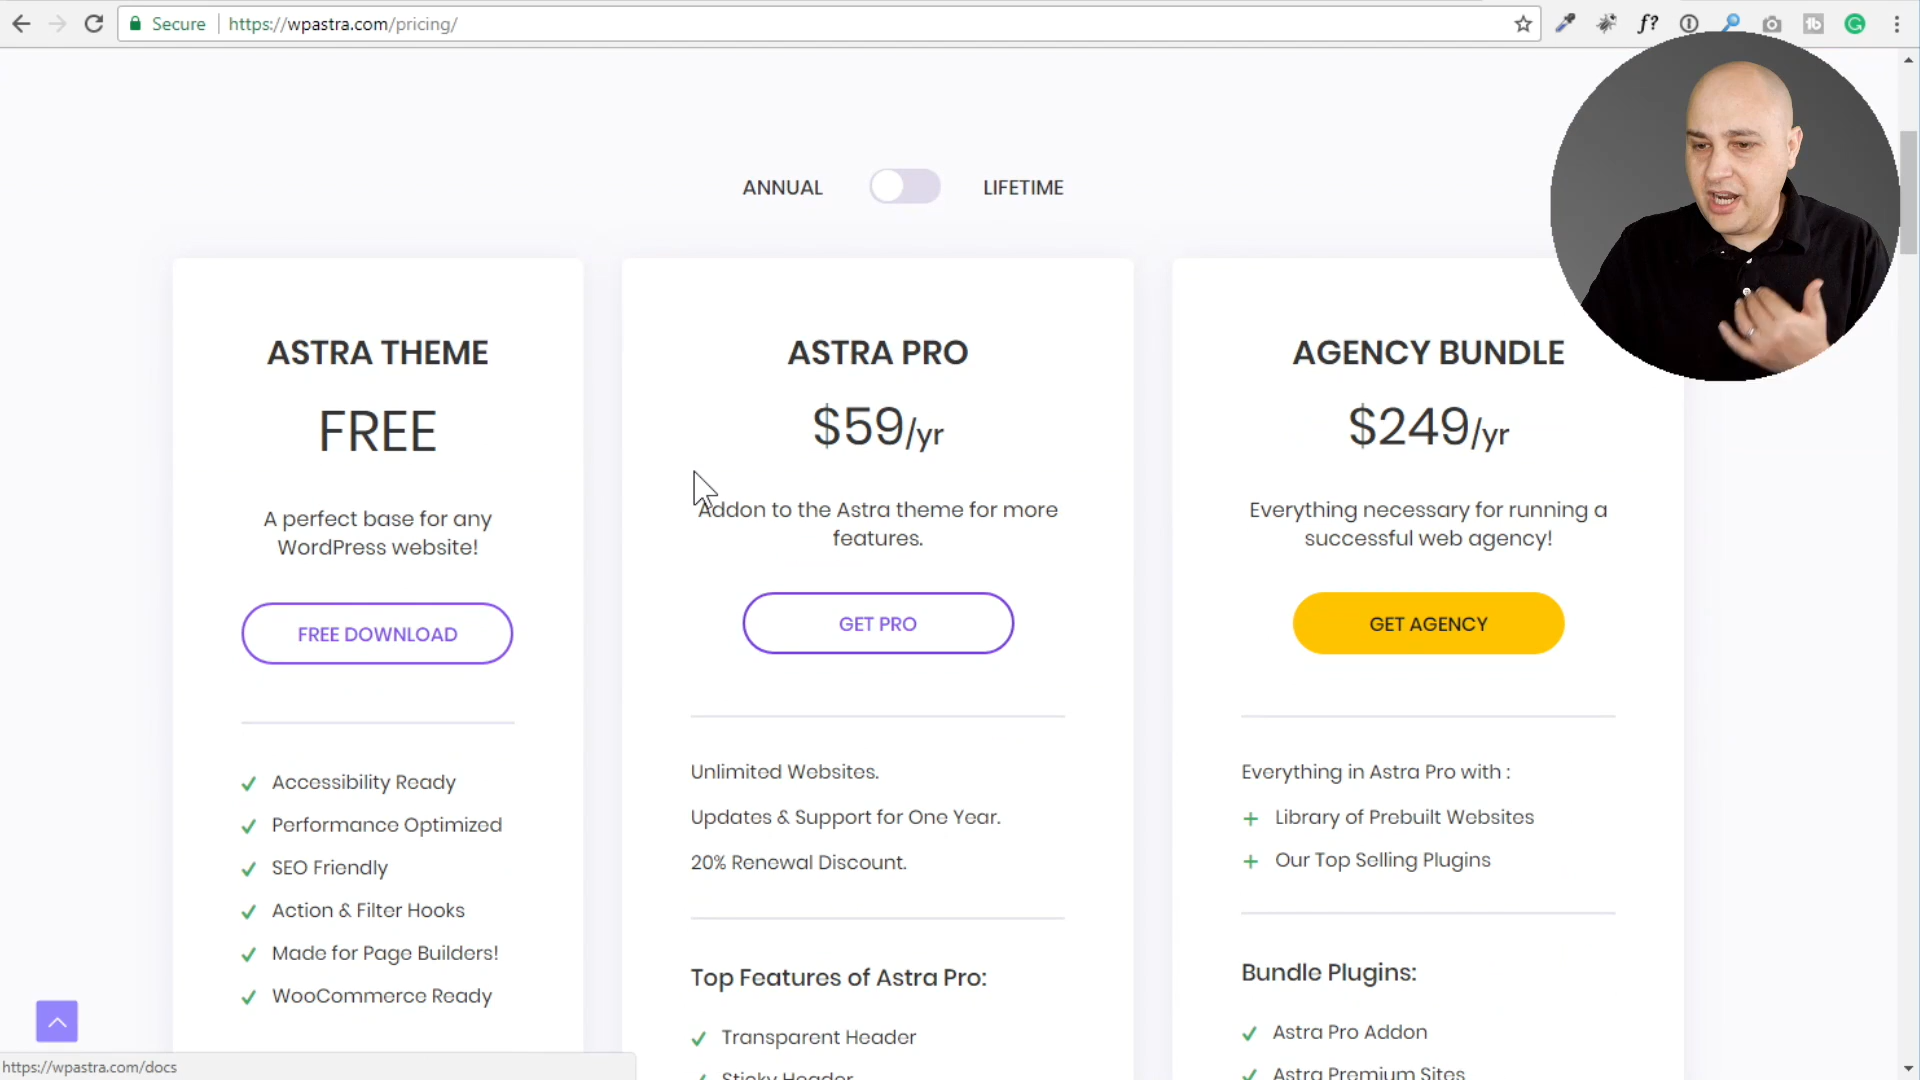 Secure
https://wpastra.com/pricing/
f?
ANNUAL
LIFETIME
ASTRA THEME
FREE
A perfect base for any
WordPress website!
FREE DOWNLOAD
Accessibility Ready
Performance Optimized
SEO Friendly
Action & Filter Hooks
Made for Page Builders!
WooCommerce Ready
ASTRA PRO
$59/yr
Addon to the Astra theme for more
features.
GET PRO
Unlimited Websites.
Updates & Support for One Year.
20% Renewal Discount.
Top Features of Astra Pro:
Transparent Header
Sticky Header
AGENCY BUNDLE
$249/yr
Everything necessary for running a
successful web agency!
GET AGENCY
Everything in Astra Pro with :
Library of Prebuilt Websites
Our Top Selling Plugins
Bundle Plugins:
Astra Pro Addon
Astra Premium Sites
https://wpastra.com/docs